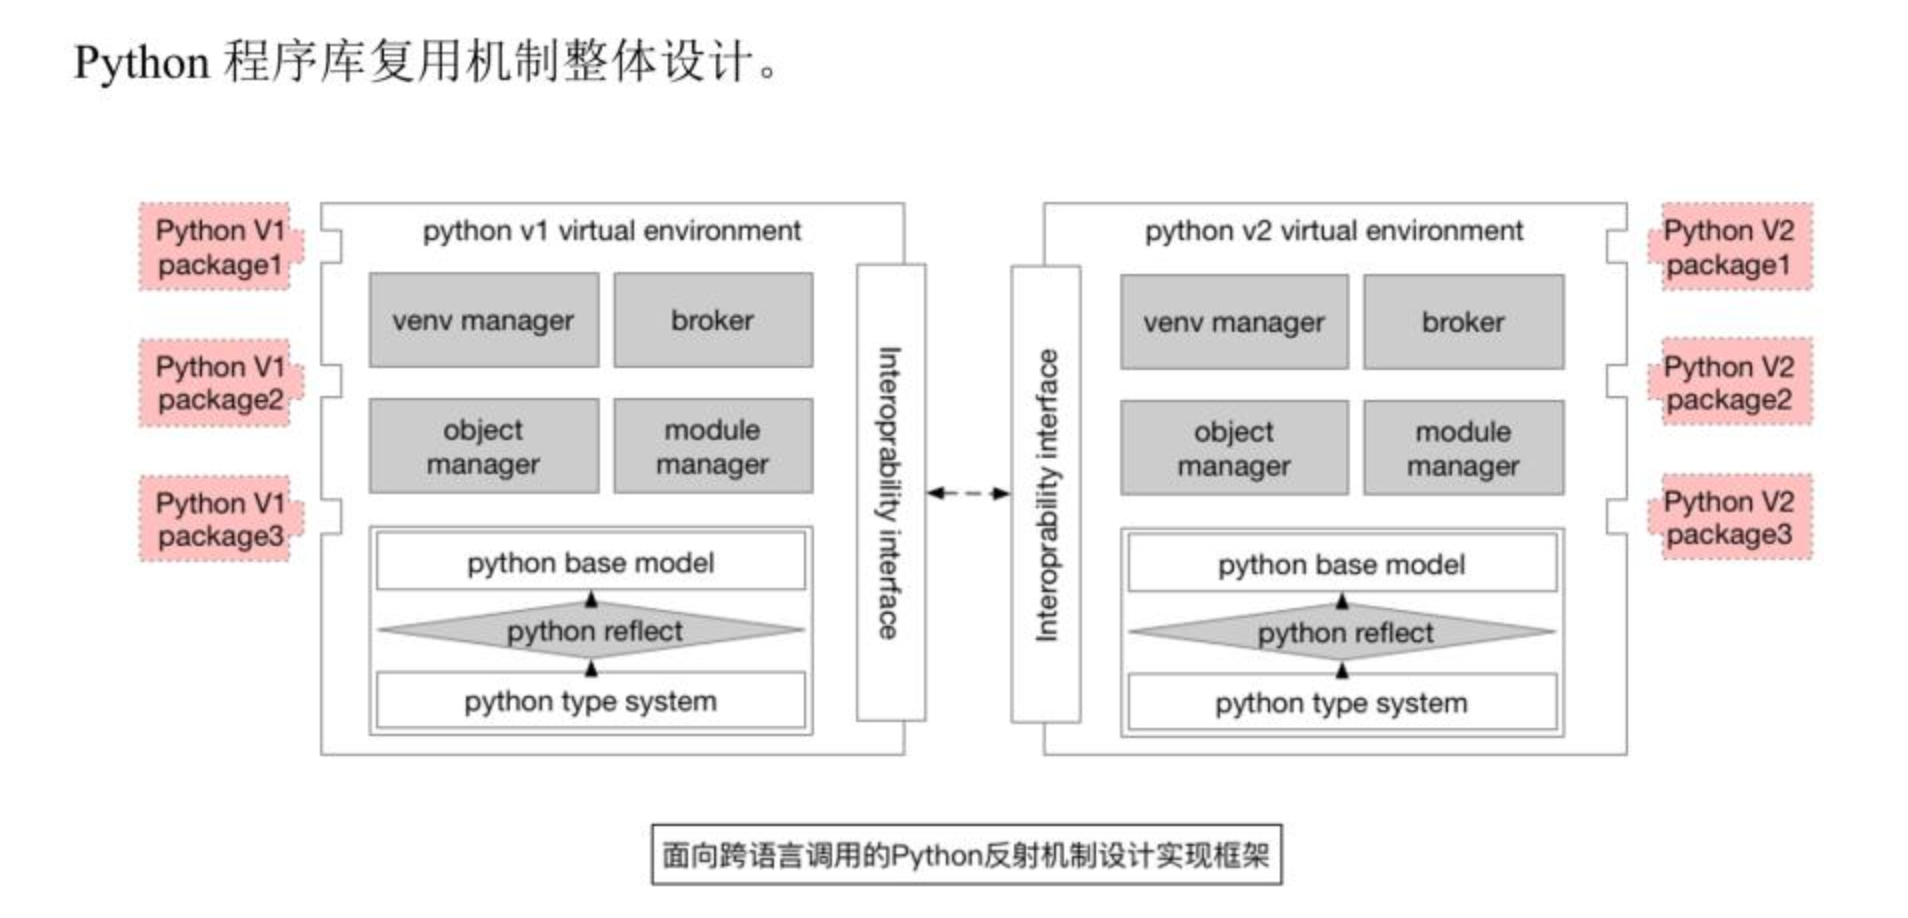 Python 程序库复用机制整体设计。
Python V1
package1
Python V1
package2
Python V1
package3
python v1 virtual environment
venv manager
broker
object
manager
module
manager
python base model
python reflect
python type system
Interoprability interface
Interoprability interface
python v2 virtual environment
venv manager
broker
object
manager
module
manager
python base model
python reflect
python type system
Python V2
package1
Python V2
package2
Python V2
package3
面向跨语言调用的Python反射机制设计实现框架